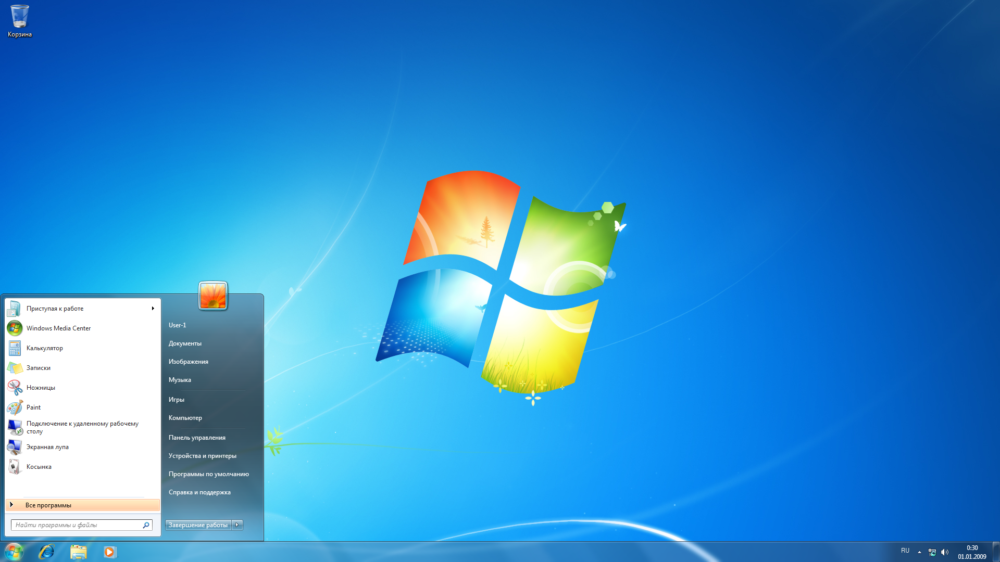 Корзина
Приступая к работе
Windows Media Center
Калькулятор
Записки
Ножницы
Paint
Подключение к удаленному рабочему
столу
Экранная лупа
Косынка
Все программы
Найти программы и файлы
User-1
Документы
Изображения
Музыка
Игры
Компьютер
Панель управления
Устройства и принтеры
Программы по умолчанию
Справка и поддержка
Завершение работы
RU
0:30
01.01.2009